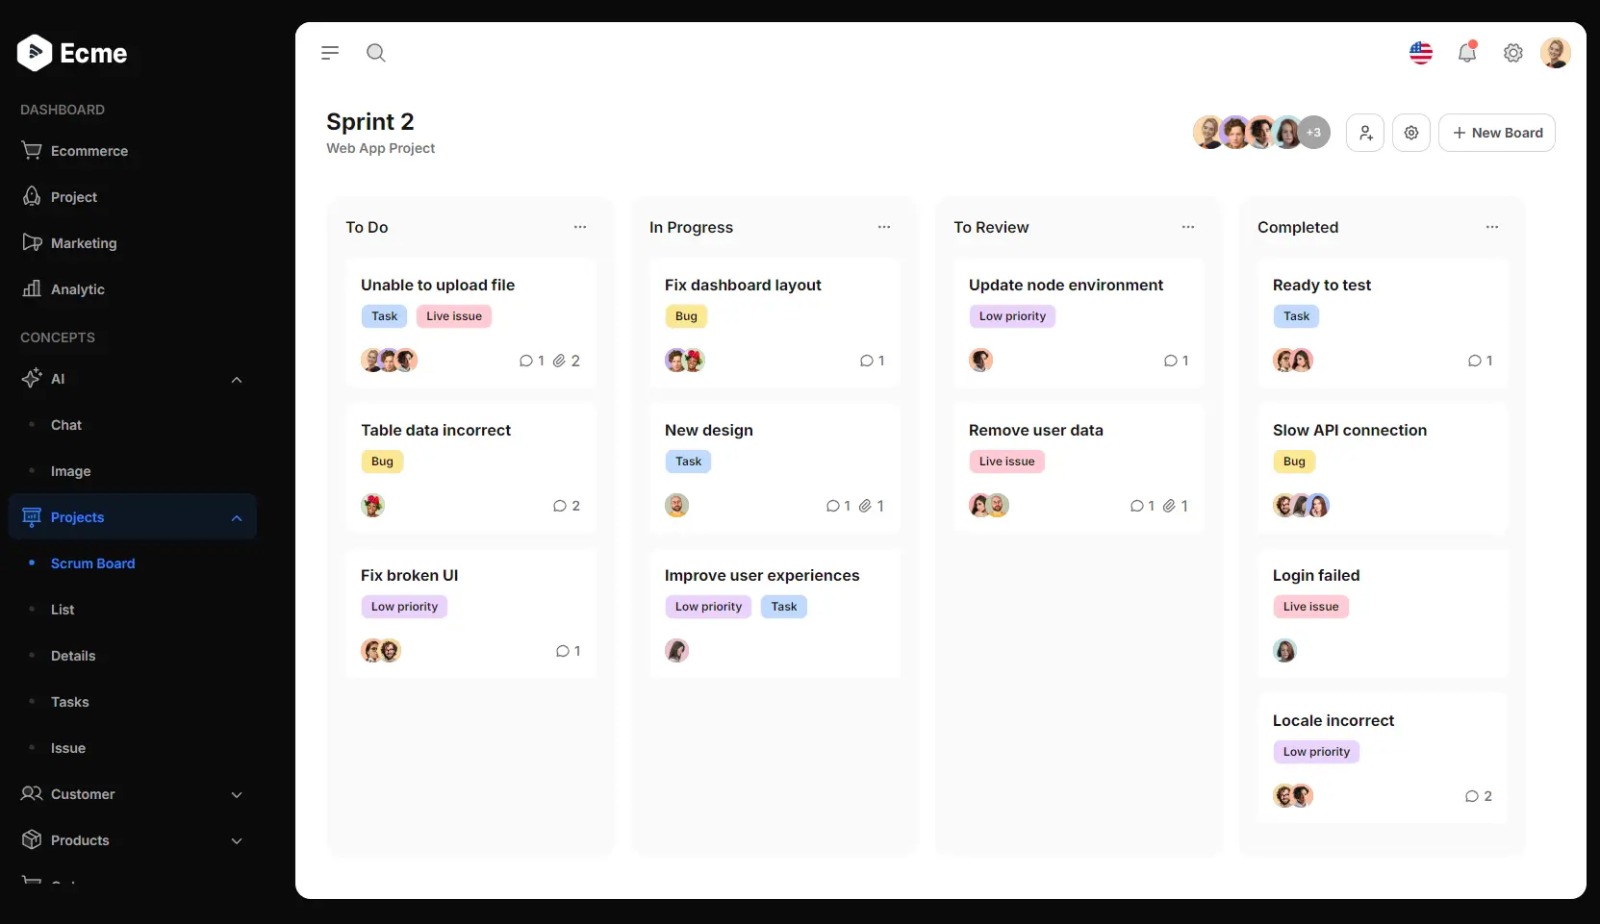 Ecme
DASHBOARD
Ecommerce
Project
Marketing
Analytic
CONCEPTS
AI
Chat
Image
Projects
Scrum Board
List
Details
Tasks
Issue
Customer
Products
Sprint 2
Web App Project
+3
New Board
To Do
Unable to upload file
Task Live issue
1 2
Table data incorrect
Bug
2
Fix broken UI
Low priority
1
In Progress
Fix dashboard layout
Bug
1
New design
Task
1 1
Improve user experiences
Low priority Task
To Review
Update node environment
Low priority
1
Remove user data
Live issue
1 1
Completed
Ready to test
Task
1
Slow API connection
Bug
Login failed
Live issue
Locale incorrect
Low priority
2